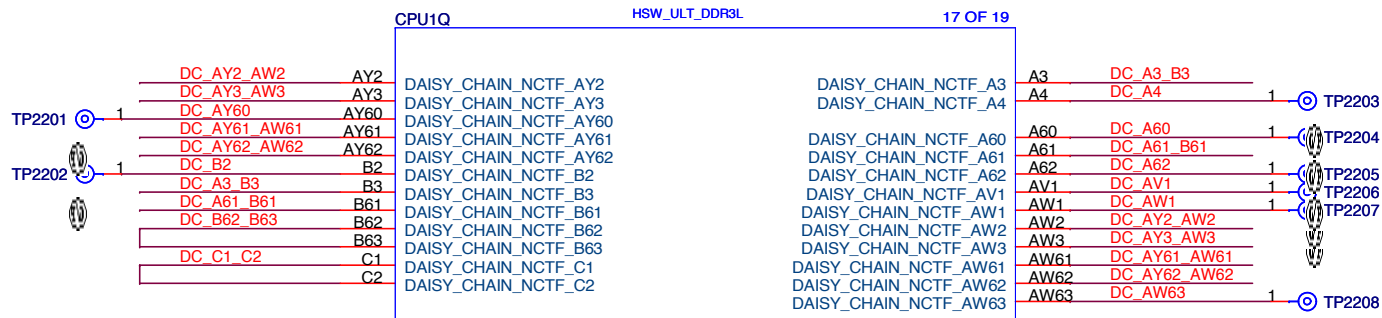 CPU1Q HSW_ULT_DDR3L 17 OF 19
DC_AY2_AW2 AY2 DAISY_CHAIN_NCTF_AY2
DC_AY3_AW3 AY3 DAISY_CHAIN_NCTF_AY3
TP2201 1 DC_AY60 AY60 DAISY_CHAIN_NCTF_AY60
DC_AY61_AW61 AY61 DAISY_CHAIN_NCTF_AY61
DC_AY62_AW62 AY62 DAISY_CHAIN_NCTF_AY62
TP2202 1 DC_B2 B2 DAISY_CHAIN_NCTF_B2
DC_A3_B3 B3 DAISY_CHAIN_NCTF_B3
DC_A61_B61 B61 DAISY_CHAIN_NCTF_B61
DC_B62_B63 B62 DAISY_CHAIN_NCTF_B62
B63 DAISY_CHAIN_NCTF_B63
DC_C1_C2 C1 DAISY_CHAIN_NCTF_C1
C2 DAISY_CHAIN_NCTF_C2
DAISY_CHAIN_NCTF_A3 A3 DC_A3_B3
DAISY_CHAIN_NCTF_A4 A4 DC_A4 1 TP2203
DAISY_CHAIN_NCTF_A60 A60 DC_A60 1 TP2204
DAISY_CHAIN_NCTF_A61 A61 DC_A61_B61
DAISY_CHAIN_NCTF_A62 A62 DC_A62 1 TP2205
DAISY_CHAIN_NCTF_AV1 AV1 DC_AV1 1 TP2206
DAISY_CHAIN_NCTF_AW1 AW1 DC_AW1 1 TP2207
DAISY_CHAIN_NCTF_AW2 AW2 DC_AY2_AW2
DAISY_CHAIN_NCTF_AW3 AW3 DC_AY3_AW3
DAISY_CHAIN_NCTF_AW61 AW61 DC_AY61_AW61
DAISY_CHAIN_NCTF_AW62 AW62 DC_AY62_AW62
DAISY_CHAIN_NCTF_AW63 AW63 DC_AW63 1 TP2208